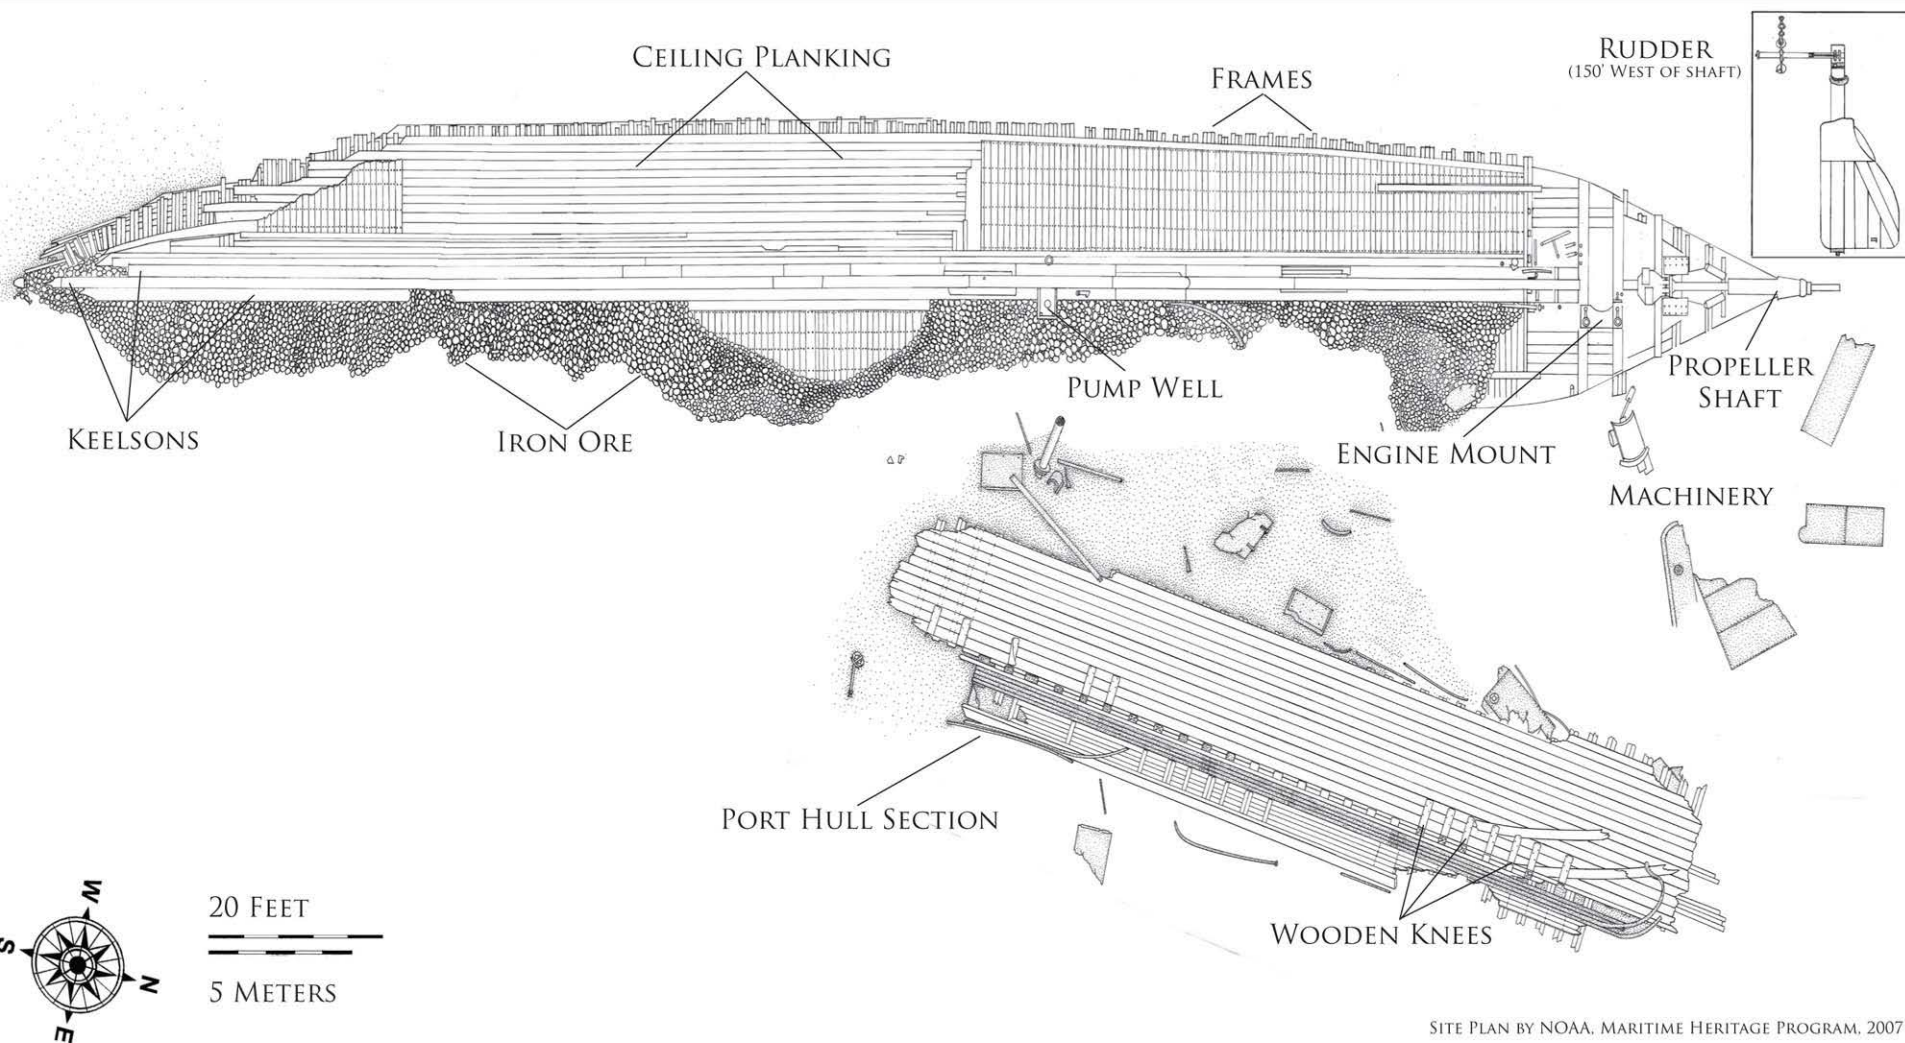 Ceiling Planking
Frames
Rudder
(150' West of shaft)
Keelsons
Iron Ore
Pump Well
Engine Mount
Propeller
Shaft
Machinery
Port Hull Section
Wooden Knees
W
S
N
E
20 Feet
5 Meters
Site Plan by NOAA, Maritime Heritage Program, 2007